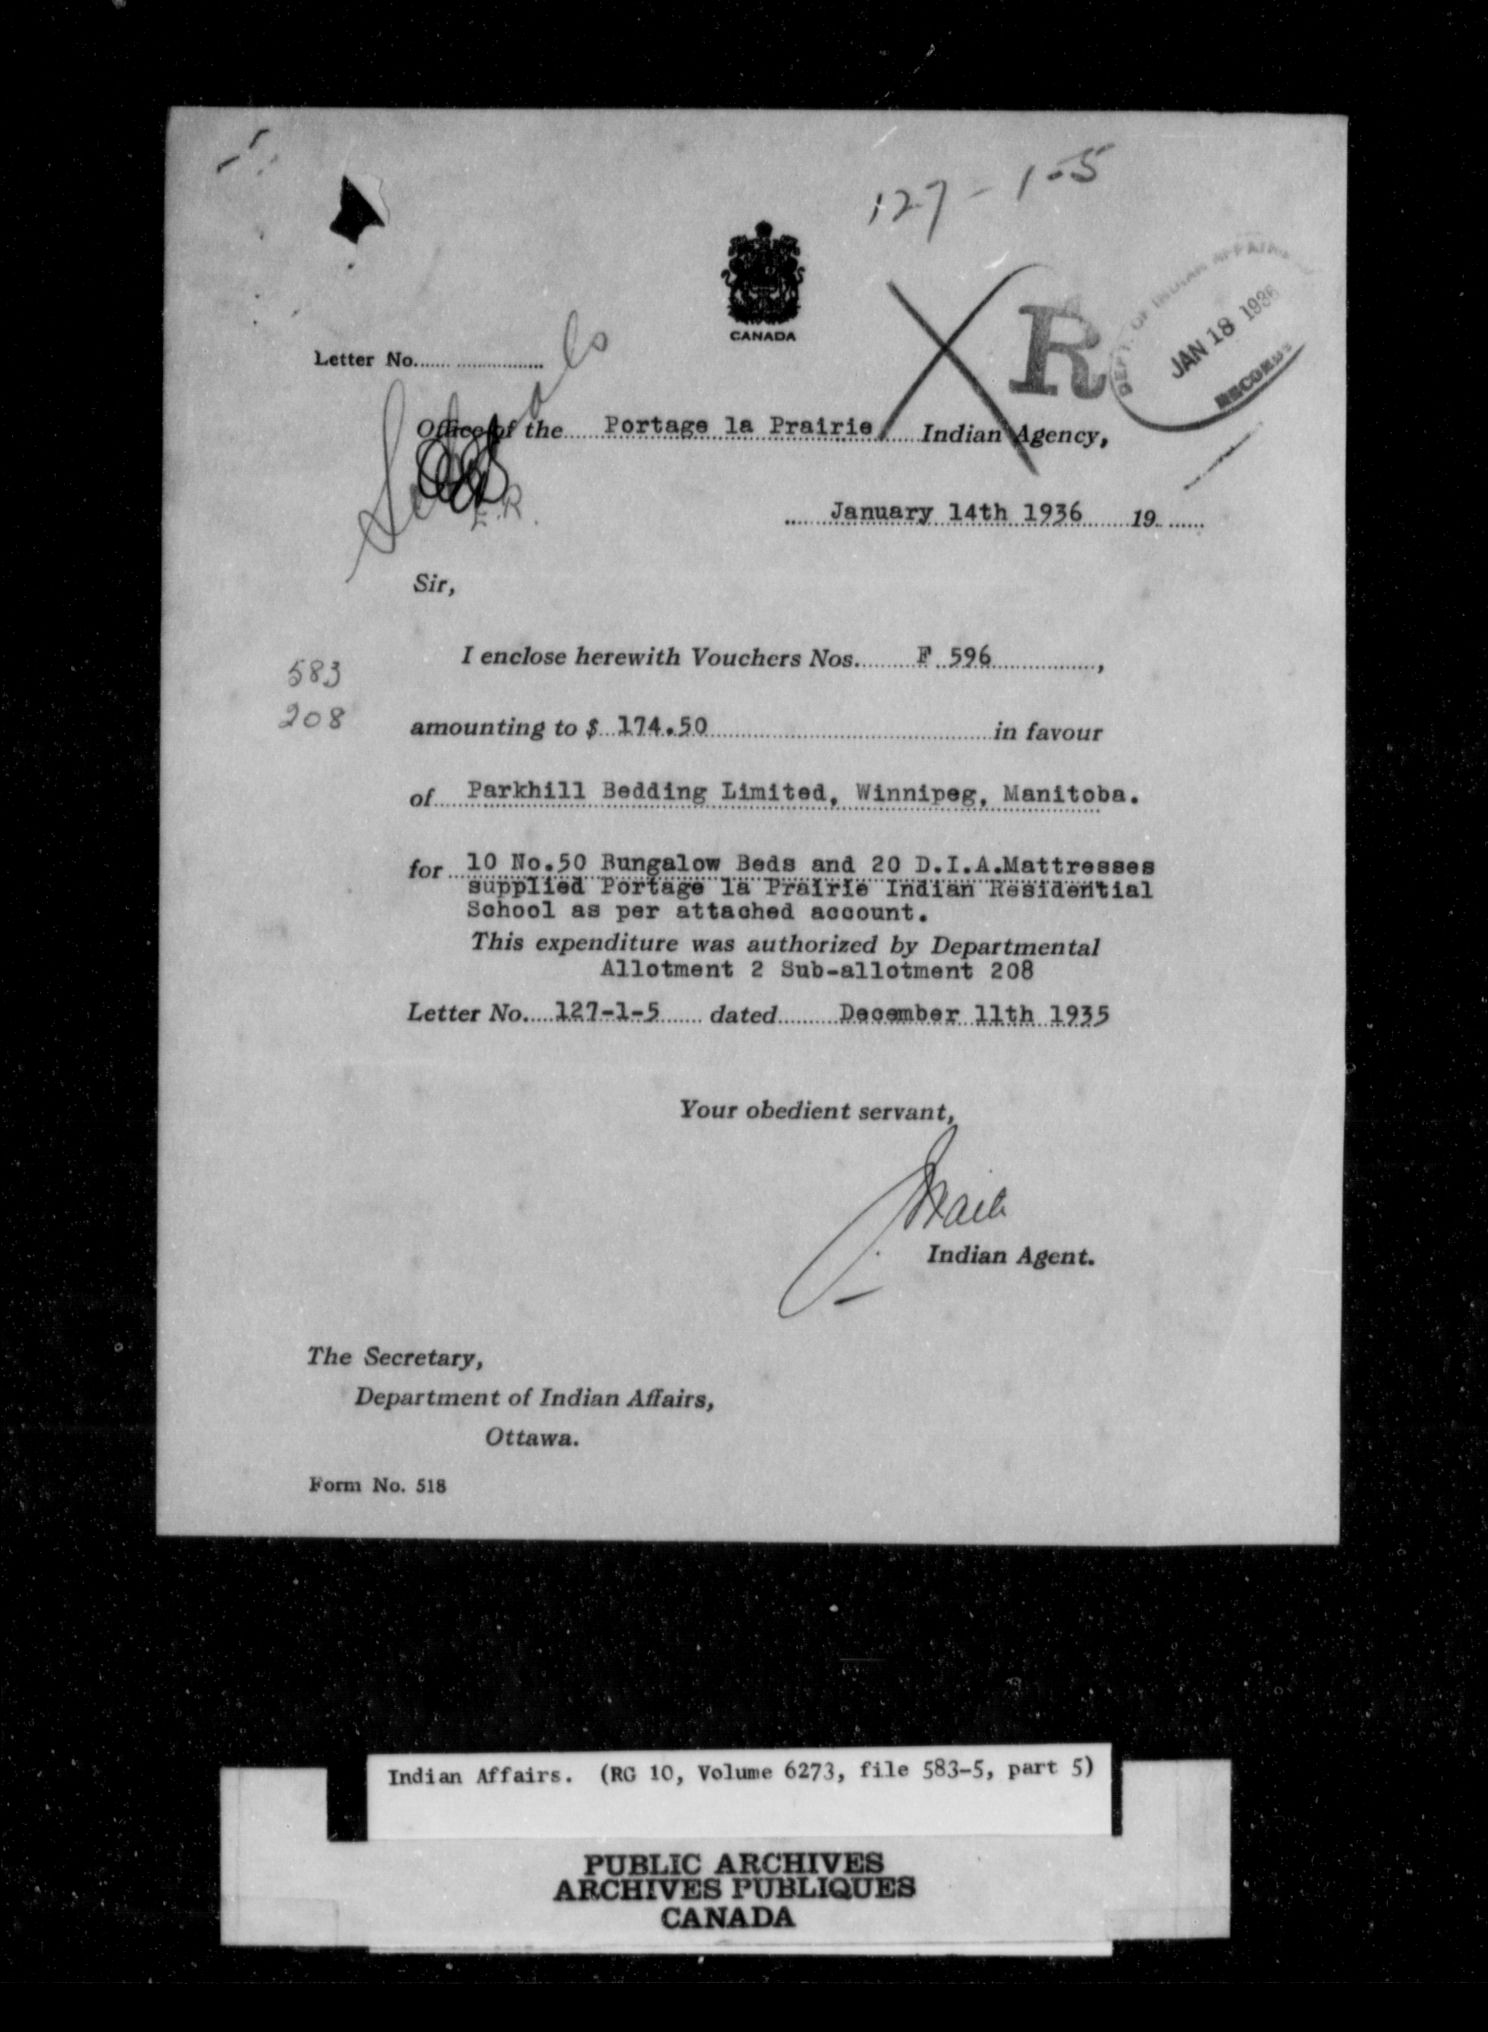 127-1-5
CANADA
R
DEPT. OF INDIAN AFFAIRS
JAN 18 1936
RECORDS
Letter No.
Schools
Office of the Portage la Prairie Indian Agency,
E.R.
January 14th 1936 19
Sir,
I enclose herewith Vouchers Nos. F 596,
583
208
amounting to $ 174.50 in favour
of Parkhill Bedding Limited, Winnipeg, Manitoba.
for 10 No.50 Bungalow Beds and 20 D.I.A.Mattresses
supplied Portage la Prairie Indian Residential
School as per attached account.
This expenditure was authorized by Departmental
Allotment 2 Sub-allotment 208
Letter No. 127-1-5 dated December 11th 1935
Your obedient servant,
Indian Agent.
The Secretary,
Department of Indian Affairs,
Ottawa.
Form No. 518
Indian Affairs. (RG 10, Volume 6273, file 583-5, part 5)
PUBLIC ARCHIVES
ARCHIVES PUBLIQUES
CANADA